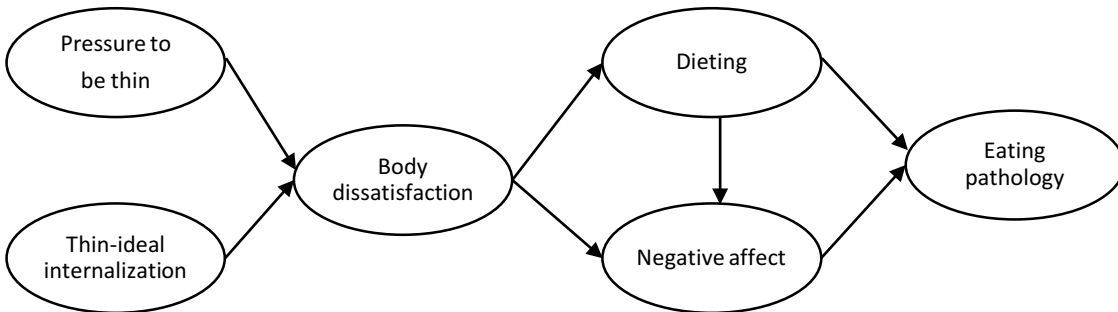 Pressure to
be thin
Thin-ideal
internalization
Body
dissatisfaction
Dieting
Negative affect
Eating
pathology